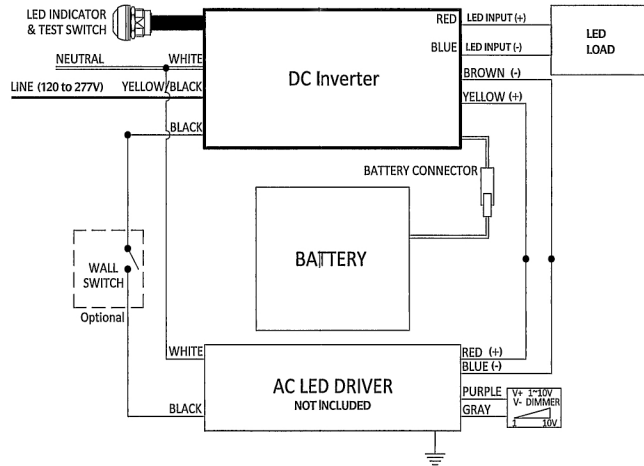 LED INDICATOR
& TEST SWITCH
RED
LED INPUT (+)
BLUE
LED INPUT (-)
LED
LOAD
NEUTRAL
WHITE
DC Inverter
BROWN (-)
LINE (120 to 277V)
YELLOW/BLACK
YELLOW (+)
BLACK
BATTERY CONNECTOR
BATTERY
WALL
SWITCH
Optional
WHITE
RED (+)
BLUE (-)
AC LED DRIVER
NOT INCLUDED
BLACK
PURPLE
GRAY
V+ 1~10V
V- DIMMER
1 10V